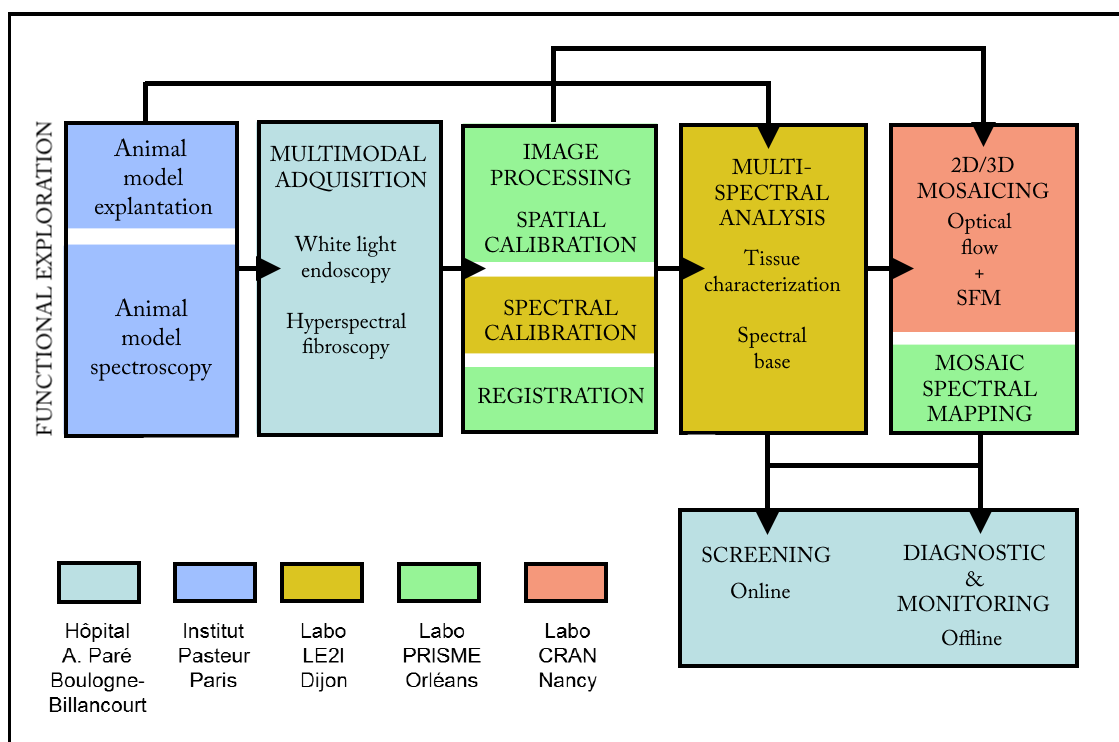 FUNCTIONAL EXPLORATION
Animal
model
explantation
Animal
model
spectroscopy
MULTIMODAL
ADQUISITION
White light
endoscopy
Hyperspectral
fibroscopy
IMAGE
PROCESSING
SPATIAL
CALIBRATION
SPECTRAL
CALIBRATION
REGISTRATION
MULTI-
SPECTRAL
ANALYSIS
Tissue
characterization
Spectral
base
2D/3D
MOSAICING
Optical
flow
+
SFM
MOSAIC
SPECTRAL
MAPPING
SCREENING
Online
DIAGNOSTIC
&
MONITORING
Offline
Hôpital
A. Paré
Boulogne-
Billancourt
Institut
Pasteur
Paris
Labo
LE2I
Dijon
Labo
PRISME
Orléans
Labo
CRAN
Nancy